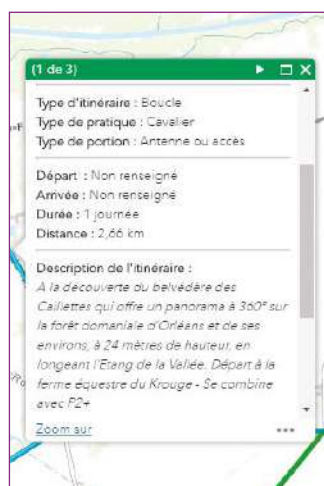 (1 de 3)
Type d'itinéraire : Boucle
Type de pratique : Cavalier
Type de portion : Antenne ou accès
Départ : Non renseigné
Arrivée : Non renseigné
Durée : 1 journée
Distance : 2,66 km
Description de l'itinéraire :
A la découverte du belvédère des
Caillettes qui offre un panorama à 360° sur
la forêt domaniale d'Orléans et de ses
environs, à 24 mètres de hauteur, en
longeant l'Etang de la Vallée. Départ à la
ferme équestre du Krouge - Se combine
avec P2+
Zoom sur